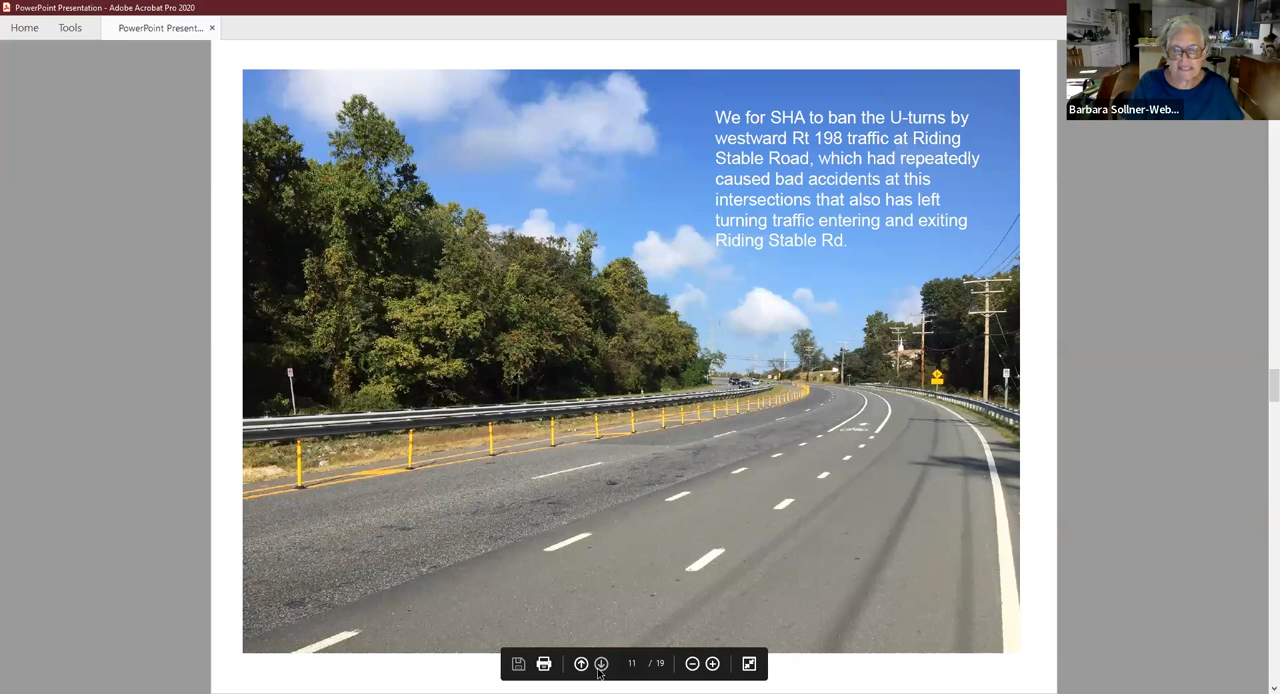 PowerPoint Presentation - Adobe Acrobat Pro 2020
Home
Tools
PowerPoint Present...
×
We for SHA to ban the U-turns by
westward Rt 198 traffic at Riding
Stable Road, which had repeatedly
caused bad accidents at this
intersections that also has left
turning traffic entering and exiting
Riding Stable Rd.
Barbara Sollner-Web...
11 / 19